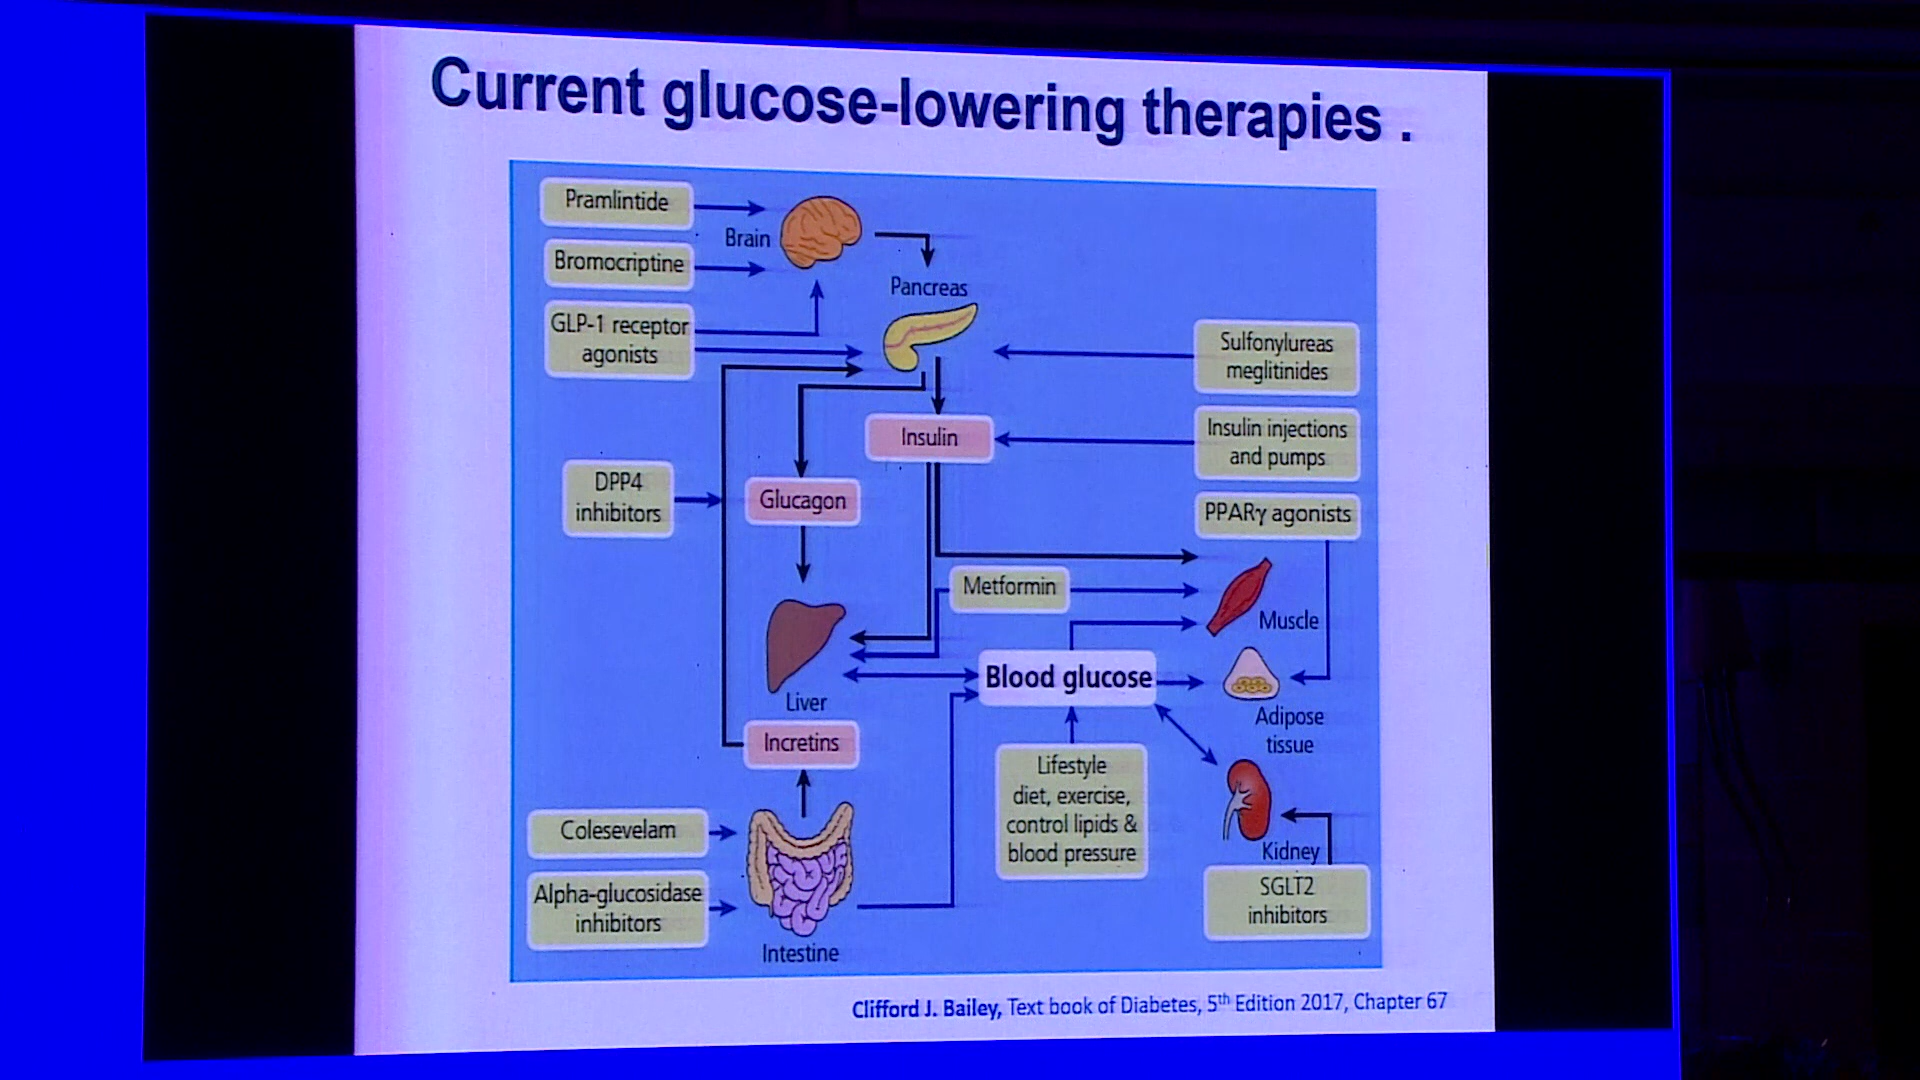 Current glucose-lowering therapies .
Pramlintide
Brain
Bromocriptine
Pancreas
GLP-1 receptor
agonists
Sulfonylureas
meglitinides
Insulin
Insulin injections
and pumps
DPP4
inhibitors
Glucagon
PPARγ agonists
Metformin
Muscle
Liver
Blood glucose
Adipose
tissue
Incretins
Lifestyle
diet, exercise,
control lipids &
blood pressure
Colesevelam
Kidney
Alpha-glucosidase
inhibitors
SGLT2
inhibitors
Intestine
Clifford J. Bailey, Text book of Diabetes, 5th Edition 2017, Chapter 67